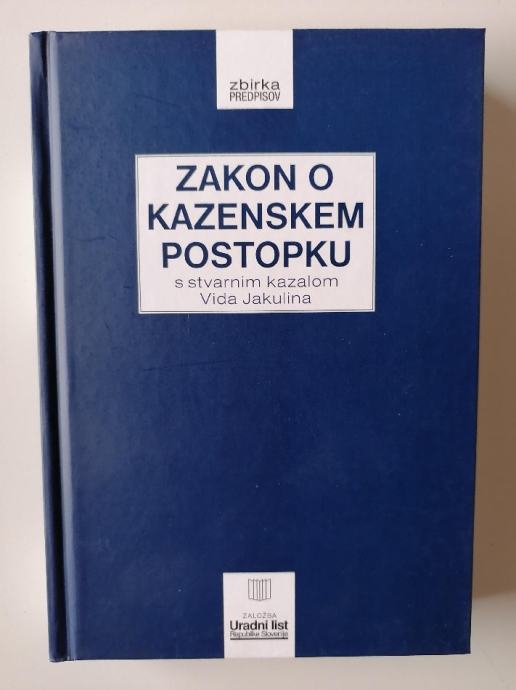 zbirka
PREDPISOV
ZAKON O
KAZENSKEM
POSTOPKU
s stvarnim kazalom
Vida Jakulina
ZALOŽBA
Uradni list
Republike Slovenije